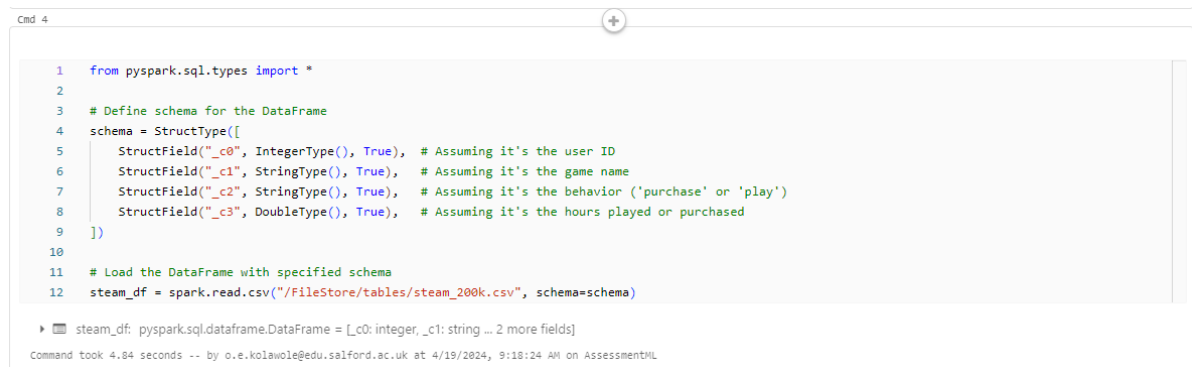 Cmd 4
1 from pyspark.sql.types import *
2
3 # Define schema for the DataFrame
4 schema = StructType([
5     StructField("_c0", IntegerType(), True),  # Assuming it's the user ID
6     StructField("_c1", StringType(), True),   # Assuming it's the game name
7     StructField("_c2", StringType(), True),   # Assuming it's the behavior ('purchase' or 'play')
8     StructField("_c3", DoubleType(), True),   # Assuming it's the hours played or purchased
9 ])
10
11 # Load the DataFrame with specified schema
12 steam_df = spark.read.csv("/FileStore/tables/steam_200k.csv", schema=schema)
steam_df: pyspark.sql.dataframe.DataFrame = [_c0: integer, _c1: string ... 2 more fields]
Command took 4.84 seconds -- by o.e.kolawole@edu.salford.ac.uk at 4/19/2024, 9:18:24 AM on AssessmentML